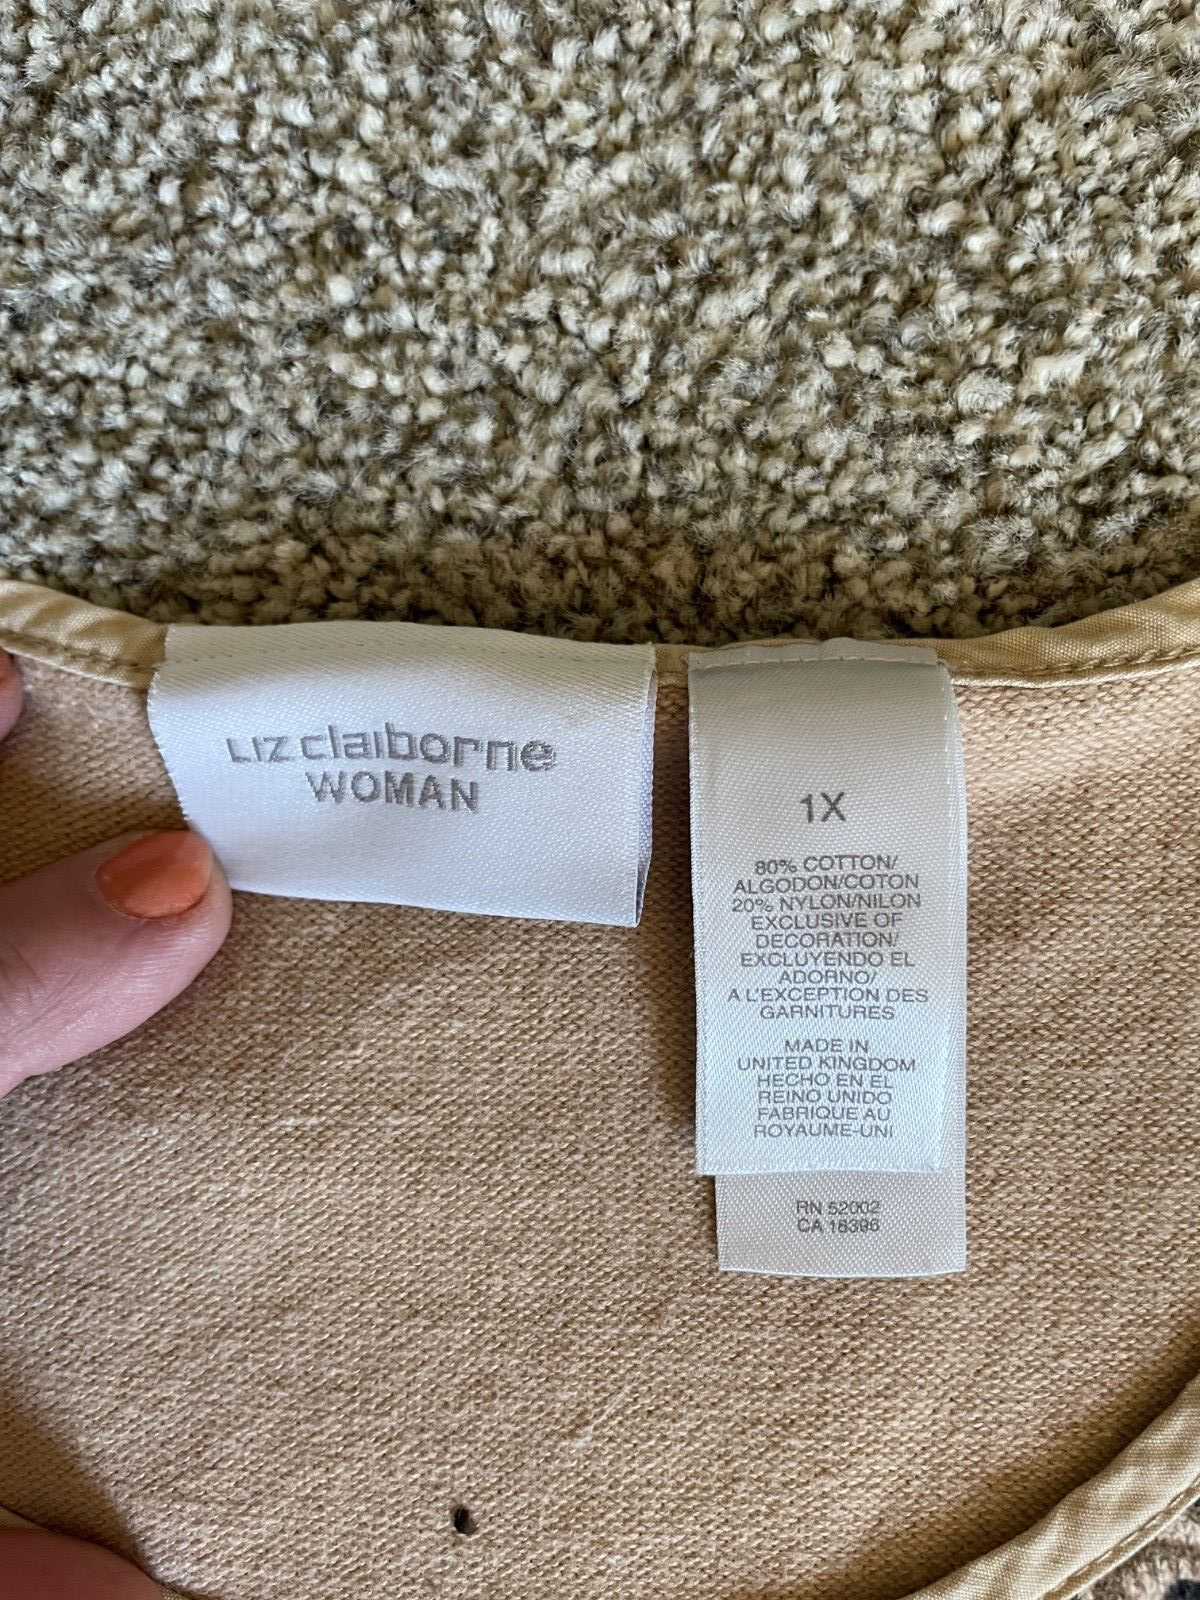 Liz claiborne
WOMAN
1X
80% COTTON/
ALGODON/COTON
20% NYLON/NILON
EXCLUSIVE OF
DECORATION/
EXCLUYENDO EL
ADORNO/
A L'EXCEPTION DES
GARNITURES
MADE IN
UNITED KINGDOM
HECHO EN EL
REINO UNIDO
FABRIQUE AU
ROYAUME-UNI
RN 52002
CA 16396